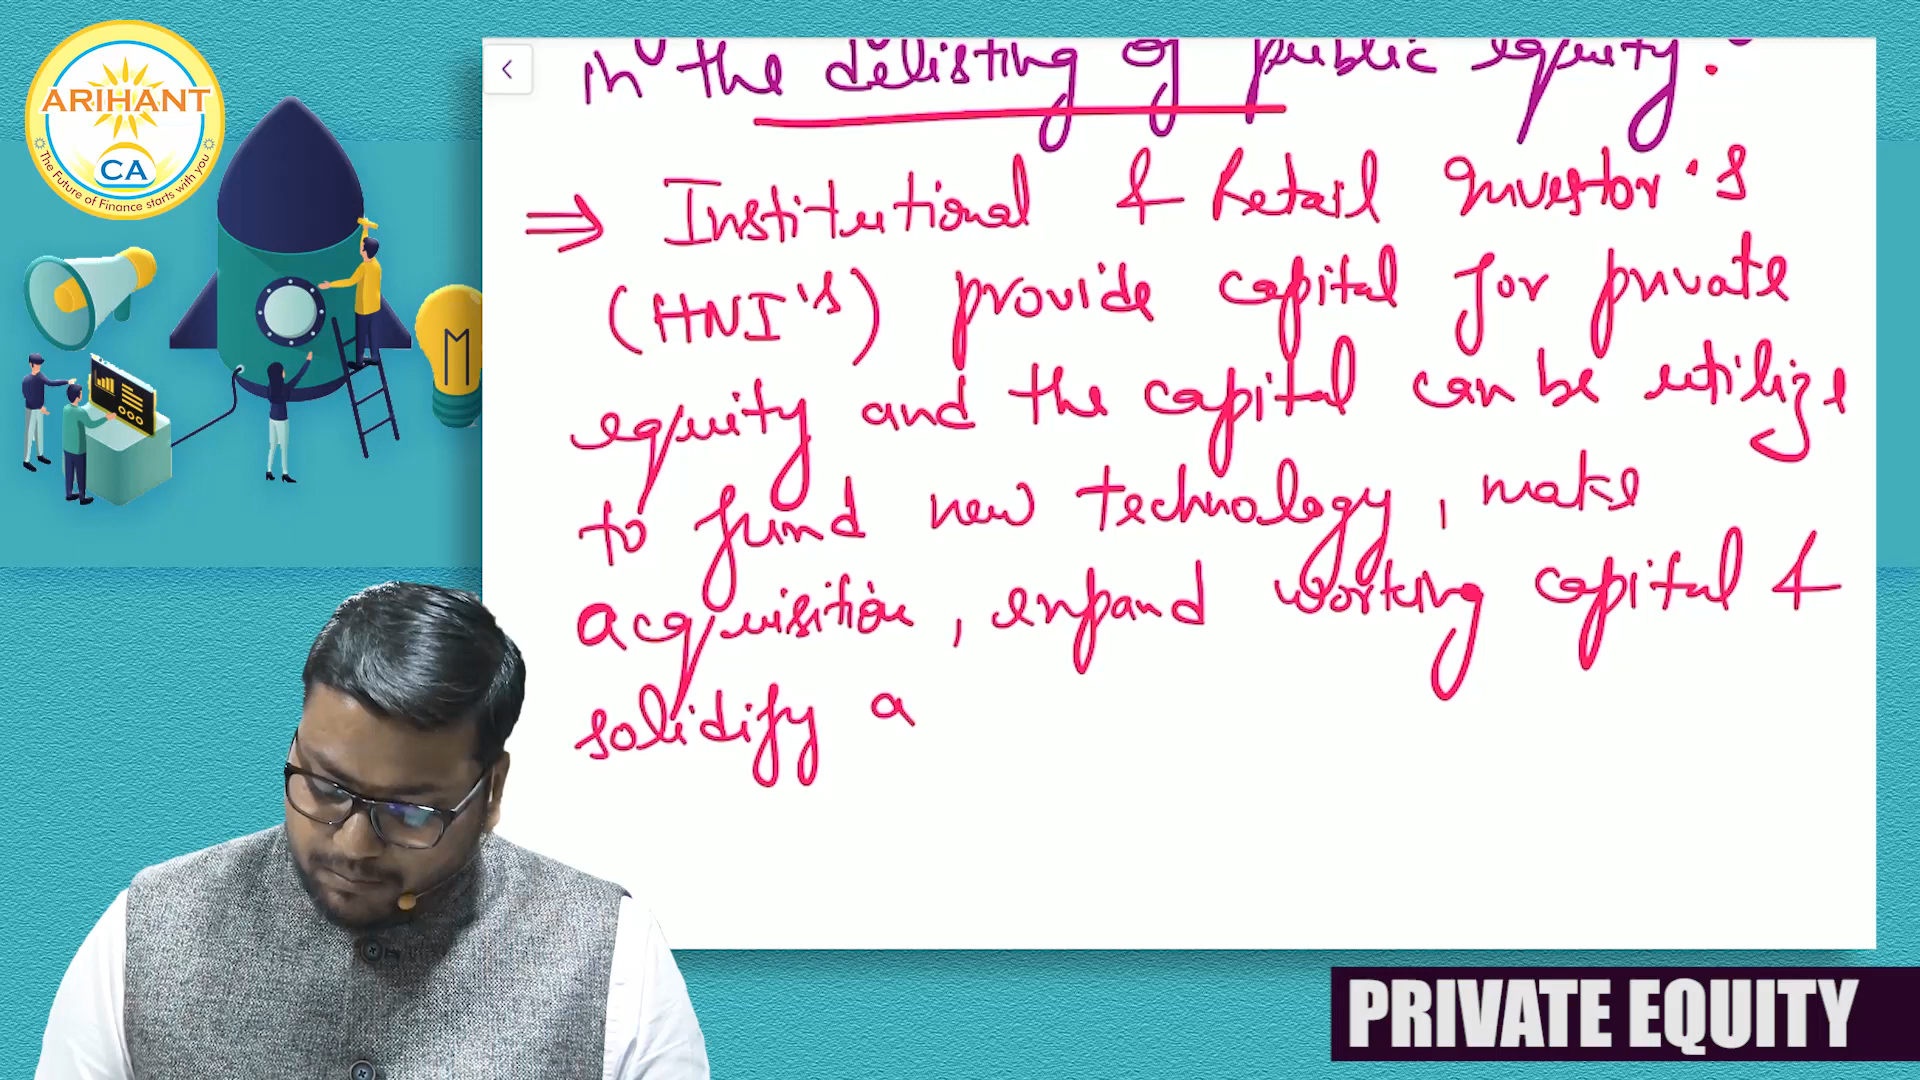 ARIHANT
CA
The Future of Finance starts with you
in the delisting of public equity.
⇒ Institutional & Retail Investor's
(HNI's) provide capital for private
equity and the capital can be utilize
to fund new technology, make
acquisition, expand working capital &
solidify a
PRIVATE EQUITY